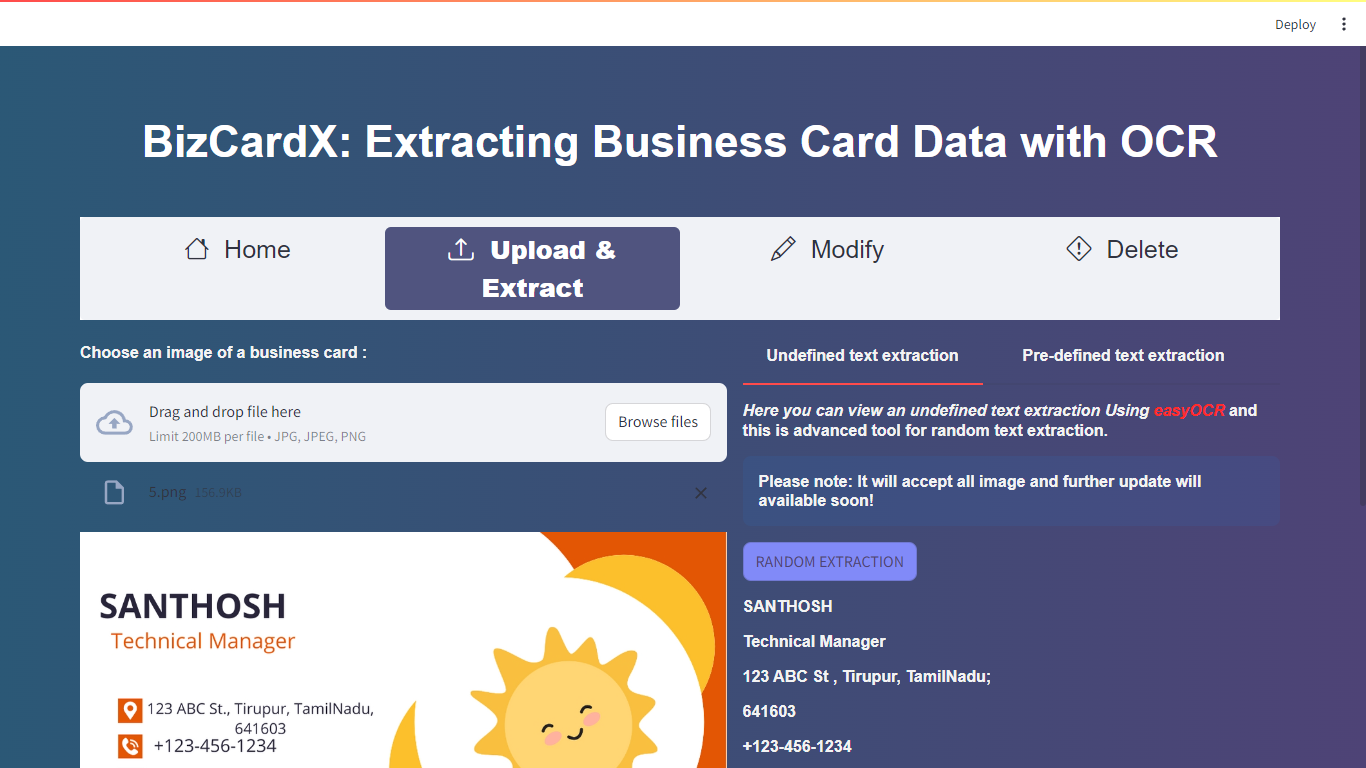 Deploy
BizCardX: Extracting Business Card Data with OCR
Home
Upload &
Extract
Modify
Delete
Choose an image of a business card :
Drag and drop file here
Limit 200MB per file • JPG, JPEG, PNG
Browse files
5.png 156.9KB
SANTHOSH
Technical Manager
123 ABC St., Tirupur, TamilNadu,
641603
+123-456-1234
Undefined text extraction
Pre-defined text extraction
Here you can view an undefined text extraction Using easyOCR and
this is advanced tool for random text extraction.
Please note: It will accept all image and further update will
available soon!
RANDOM EXTRACTION
SANTHOSH
Technical Manager
123 ABC St , Tirupur, TamilNadu;
641603
+123-456-1234